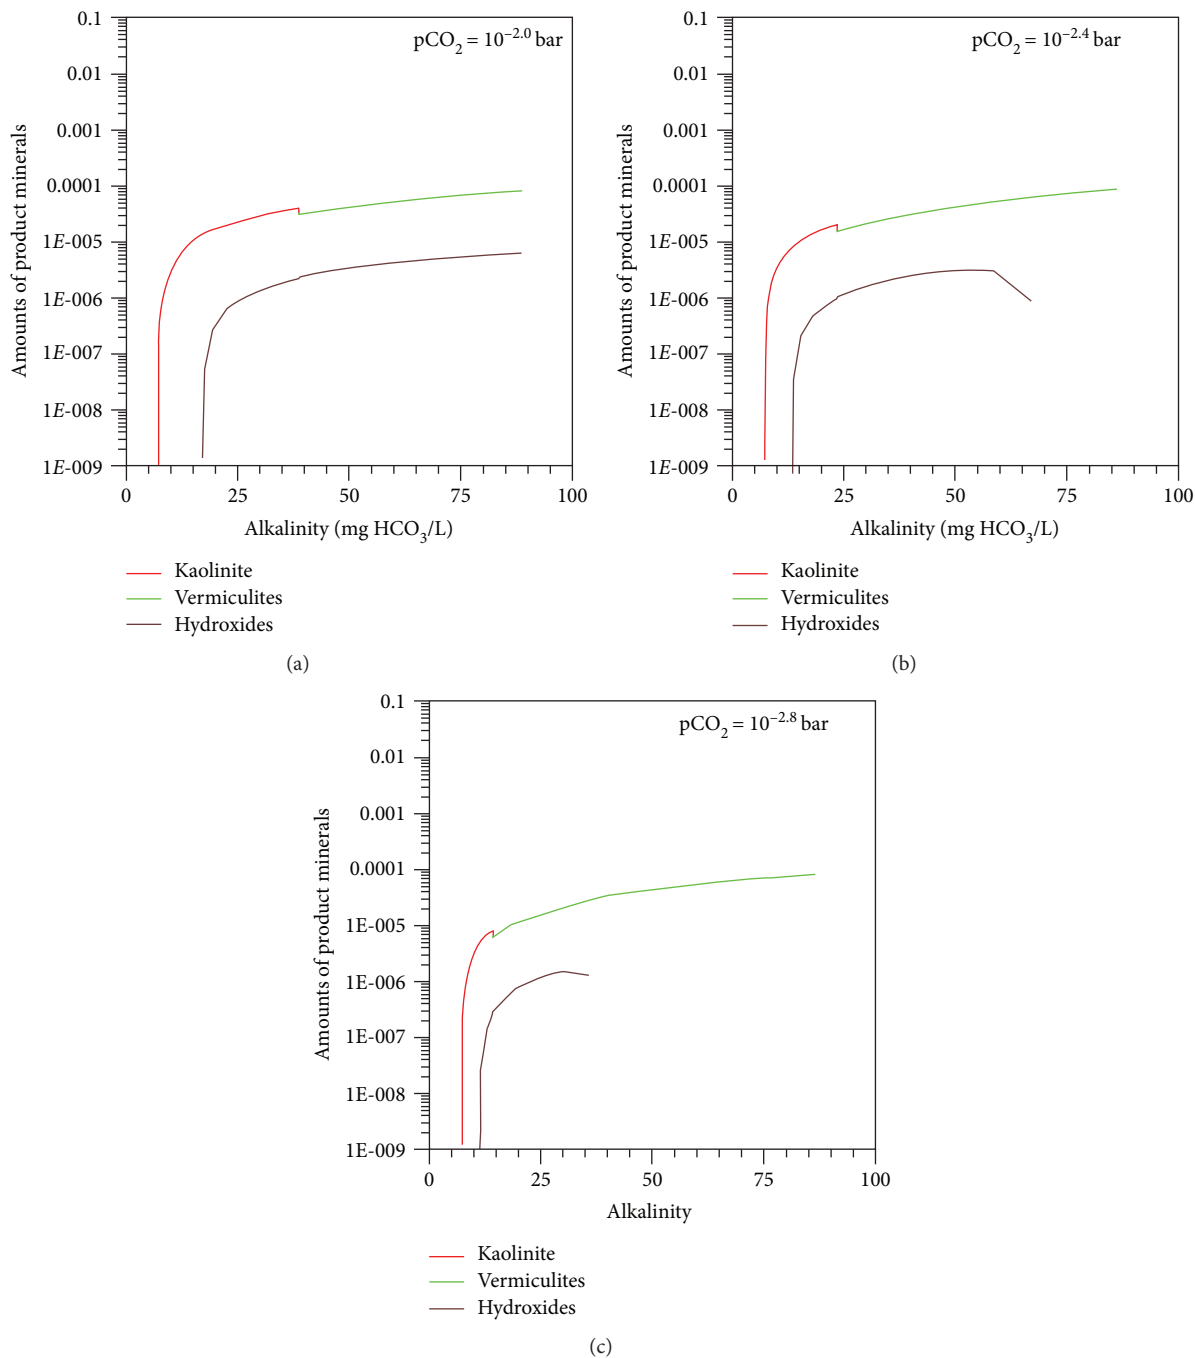 pCO2 = 10−2.0 bar
Amounts of product minerals
0.1
0.01
0.001
0.0001
1E-005
1E-006
1E-007
1E-008
1E-009
0 25 50 75 100
Alkalinity (mg HCO3/L)
Kaolinite
Vermiculites
Hydroxides
(a)
pCO2 = 10−2.4 bar
Amounts of product minerals
0.1
0.01
0.001
0.0001
1E-005
1E-006
1E-007
1E-008
1E-009
0 25 50 75 100
Alkalinity (mg HCO3/L)
Kaolinite
Vermiculites
Hydroxides
(b)
pCO2 = 10−2.8 bar
Amounts of product minerals
0.1
0.01
0.001
0.0001
1E-005
1E-006
1E-007
1E-008
1E-009
0 25 50 75 100
Alkalinity
Kaolinite
Vermiculites
Hydroxides
(c)